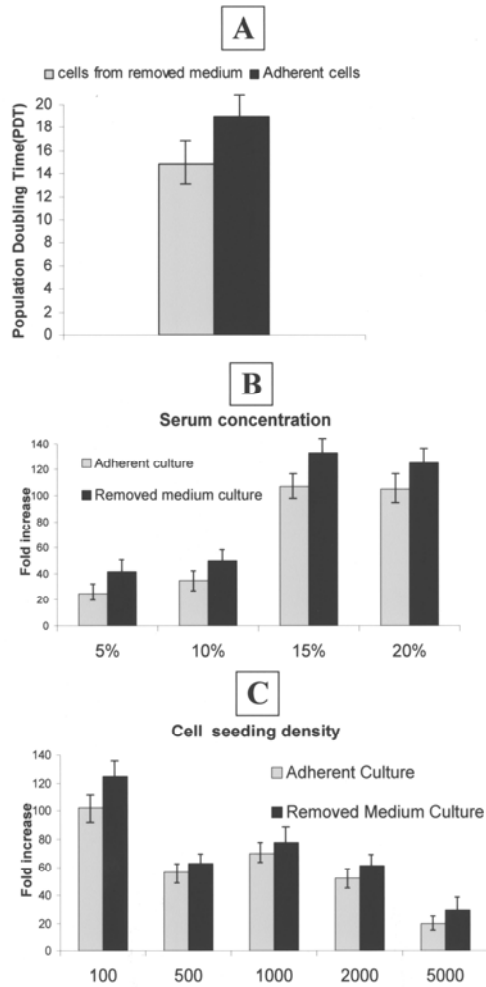 A
cells from removed medium Adherent cells
Population Doubling Time(PDT)
20
18
16
14
12
10
8
6
4
2
0
B
Serum concentration
Fold increase
140
120
100
80
60
40
20
0
Adherent culture
Removed medium culture
5% 10% 15% 20%
C
Cell seeding density
Fold increase
140
120
100
80
60
40
20
0
Adherent Culture
Removed Medium Culture
100 500 1000 2000 5000